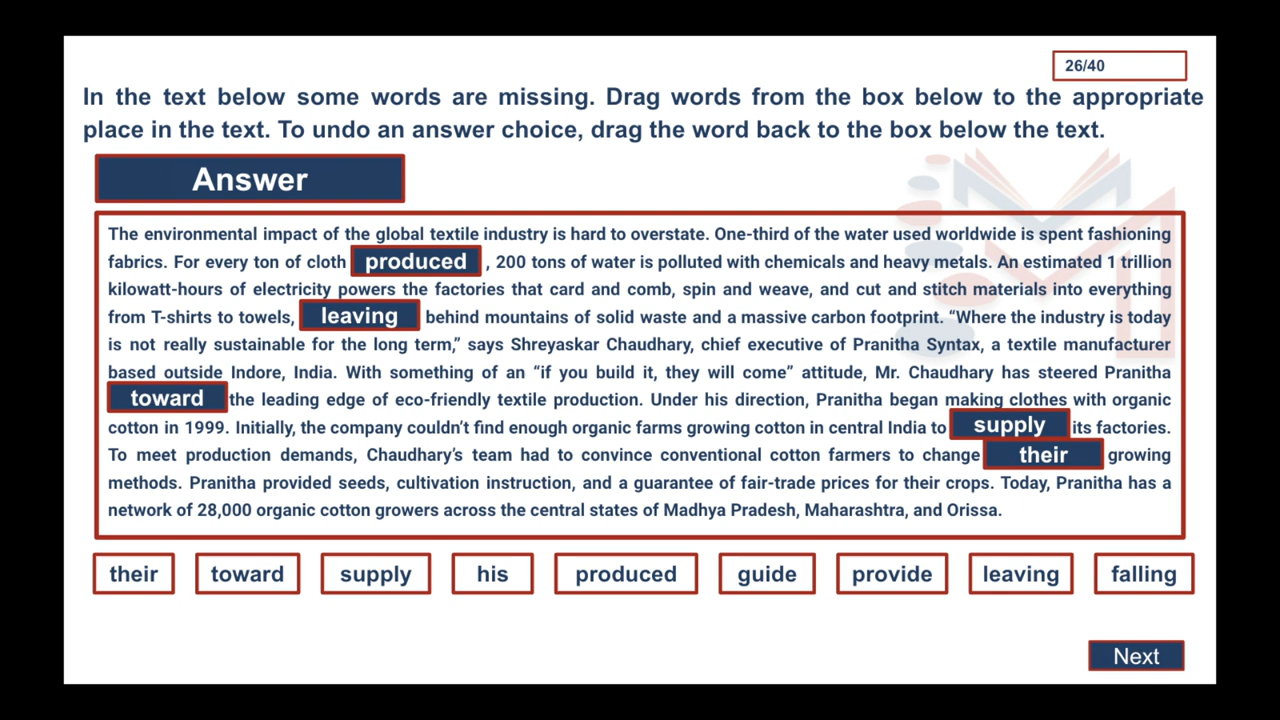 26/40
In the text below some words are missing. Drag words from the box below to the appropriate
place in the text. To undo an answer choice, drag the word back to the box below the text.
Answer
The environmental impact of the global textile industry is hard to overstate. One-third of the water used worldwide is spent fashioning
fabrics. For every ton of cloth produced , 200 tons of water is polluted with chemicals and heavy metals. An estimated 1 trillion
kilowatt-hours of electricity powers the factories that card and comb, spin and weave, and cut and stitch materials into everything
from T-shirts to towels, leaving behind mountains of solid waste and a massive carbon footprint. “Where the industry is today
is not really sustainable for the long term,” says Shreyaskar Chaudhary, chief executive of Pranitha Syntax, a textile manufacturer
based outside Indore, India. With something of an “if you build it, they will come” attitude, Mr. Chaudhary has steered Pranitha
toward the leading edge of eco-friendly textile production. Under his direction, Pranitha began making clothes with organic
cotton in 1999. Initially, the company couldn’t find enough organic farms growing cotton in central India to supply its factories.
To meet production demands, Chaudhary’s team had to convince conventional cotton farmers to change their growing
methods. Pranitha provided seeds, cultivation instruction, and a guarantee of fair-trade prices for their crops. Today, Pranitha has a
network of 28,000 organic cotton growers across the central states of Madhya Pradesh, Maharashtra, and Orissa.
their toward supply his produced guide provide leaving falling
Next